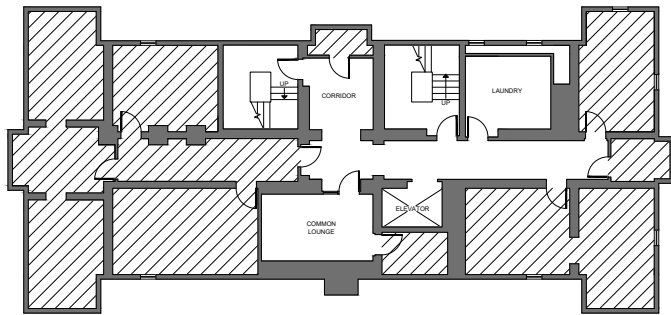 UP
CORRIDOR
UP
LAUNDRY
ELEVATOR
COMMON
LOUNGE